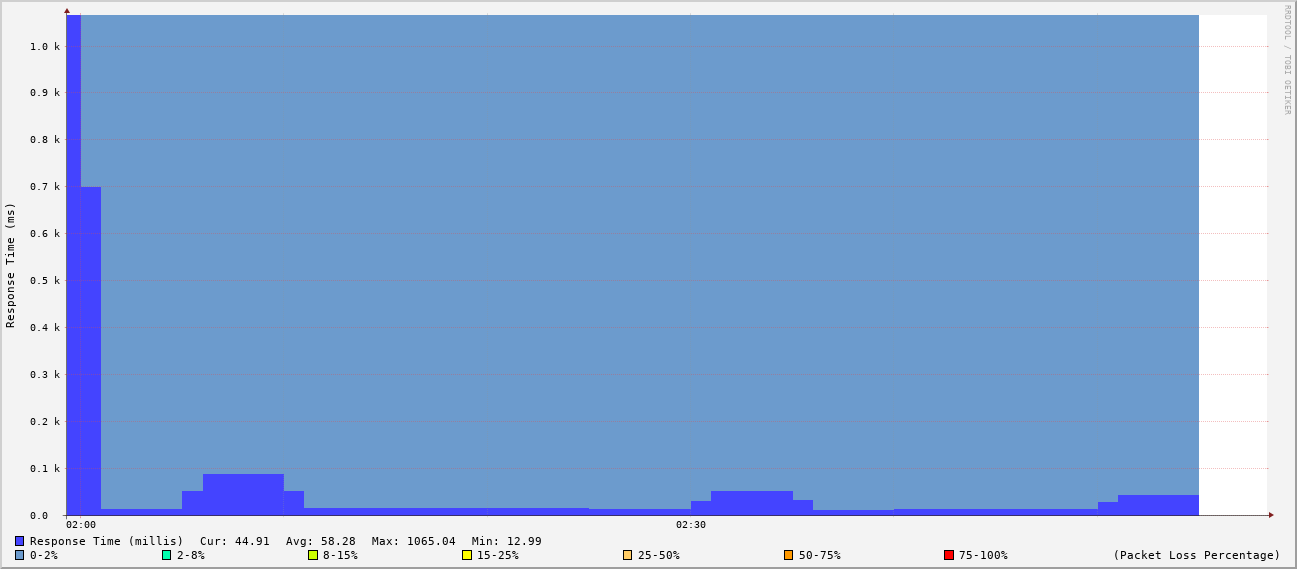 RRDTOOL / TOBI OETIKER
Response Time (ms)
1.0 k
0.9 k
0.8 k
0.7 k
0.6 k
0.5 k
0.4 k
0.3 k
0.2 k
0.1 k
0.0
02:00 02:30
Response Time (millis) Cur: 44.91 Avg: 58.28 Max: 1065.04 Min: 12.99
0-2% 2-8% 8-15% 15-25% 25-50% 50-75% 75-100% (Packet Loss Percentage)